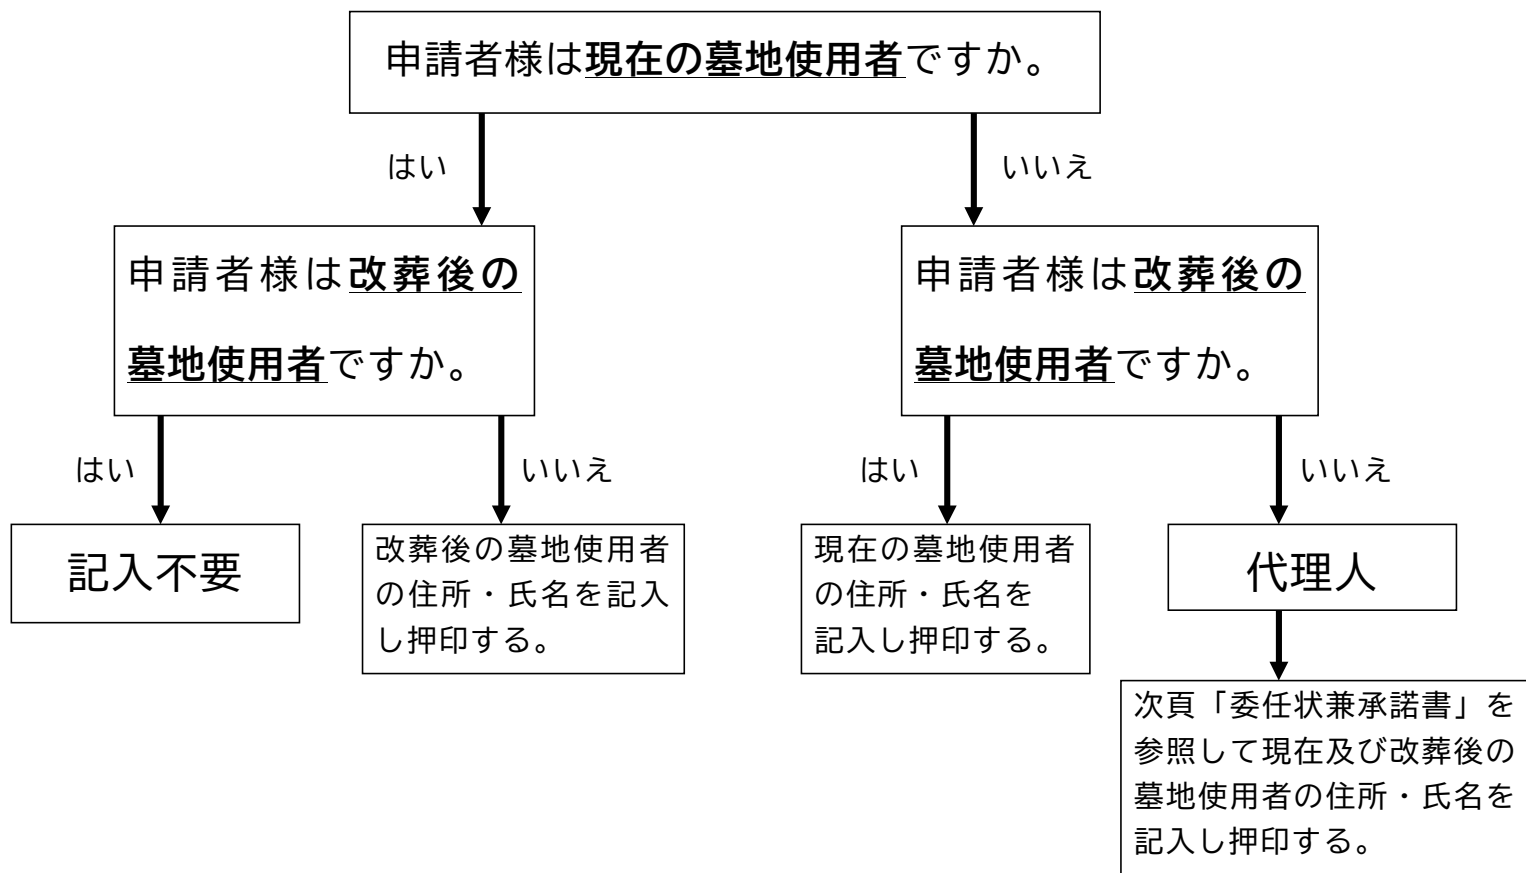 申請者様は現在の墓地使用者ですか。
はい
いいえ
申請者様は改葬後の
墓地使用者ですか。
申請者様は改葬後の
墓地使用者ですか。
はい
いいえ
はい
いいえ
記入不要
改葬後の墓地使用者
の住所・氏名を記入
し押印する。
現在の墓地使用者
の住所・氏名を
記入し押印する。
代理人
次頁「委任状兼承諾書」を
参照して現在及び改葬後の
墓地使用者の住所・氏名を
記入し押印する。